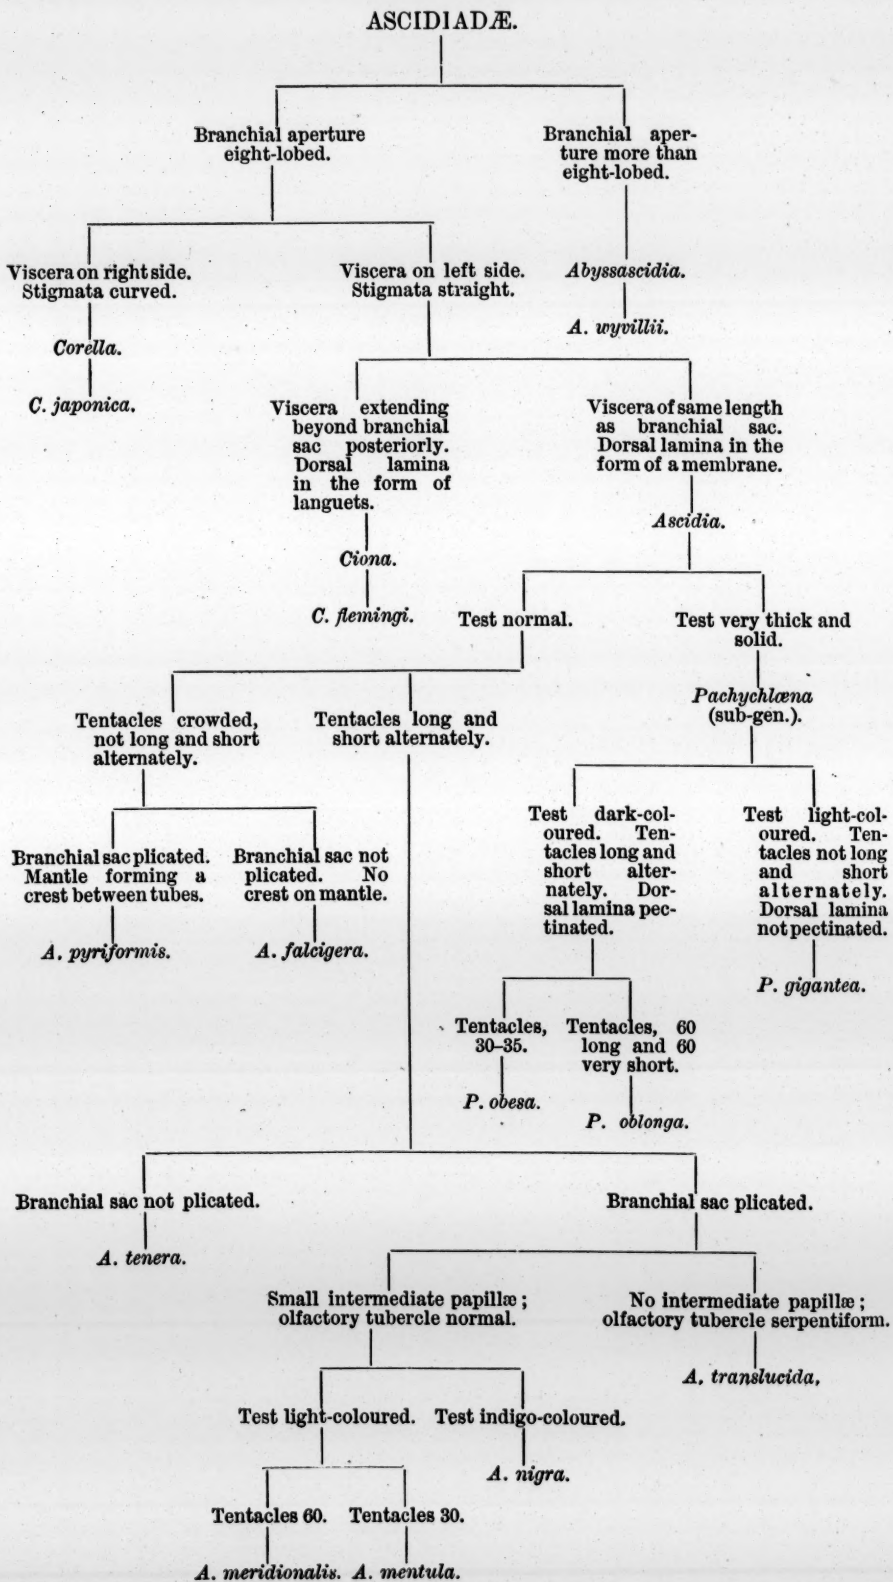 ASCIDIADÆ.
Branchial aperture
eight-lobed.
Branchial aper-
ture more than
eight-lobed.
Viscera on right side.
Stigmata curved.
Viscera on left side.
Stigmata straight.
Abyssascidia.
A. wyvillii.
Corella.
C. japonica.
Viscera extending
beyond branchial
sac posteriorly.
Dorsal lamina
in the form of
languets.
Viscera of same length
as branchial sac.
Dorsal lamina in the
form of a membrane.
Ascidia.
Ciona.
C. flemingi.
Test normal.
Test very thick and
solid.
Pachychlæna
(sub-gen.).
Tentacles crowded,
not long and short
alternately.
Tentacles long and
short alternately.
Test dark-col-
oured. Ten-
tacles long and
short alter-
nately. Dor-
sal lamina pec-
tinated.
Test light-col-
oured. Ten-
tacles not long
and short
alternately.
Dorsal lamina
not pectinated.
Branchial sac plicated.
Mantle forming a
crest between tubes.
Branchial sac not
plicated. No
crest on mantle.
A. pyriformis.
A. falcigera.
P. gigantea.
Tentacles,
30–35.
Tentacles, 60
long and 60
very short.
P. obesa.
P. oblonga.
Branchial sac not plicated.
Branchial sac plicated.
A. tenera.
Small intermediate papillæ;
olfactory tubercle normal.
No intermediate papillæ;
olfactory tubercle serpentiform.
A. translucida.
Test light-coloured.
Test indigo-coloured.
A. nigra.
Tentacles 60.
Tentacles 30.
A. meridionalis.
A. mentula.